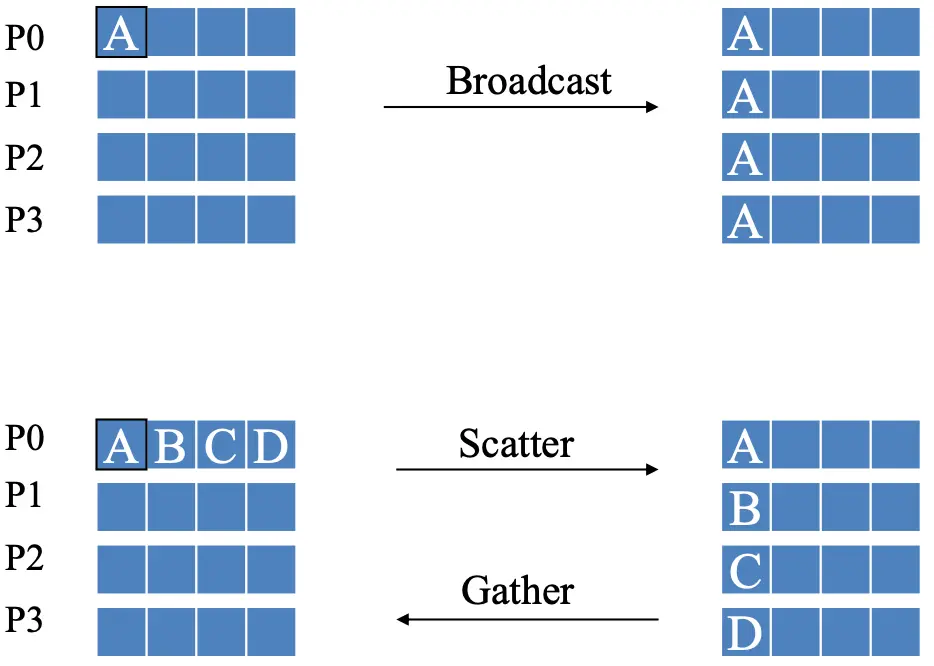 P0 A A
Broadcast
P1 A
P2 A
P3 A
P0 A B C D A
Scatter
P1 B
P2 C
Gather
P3 D